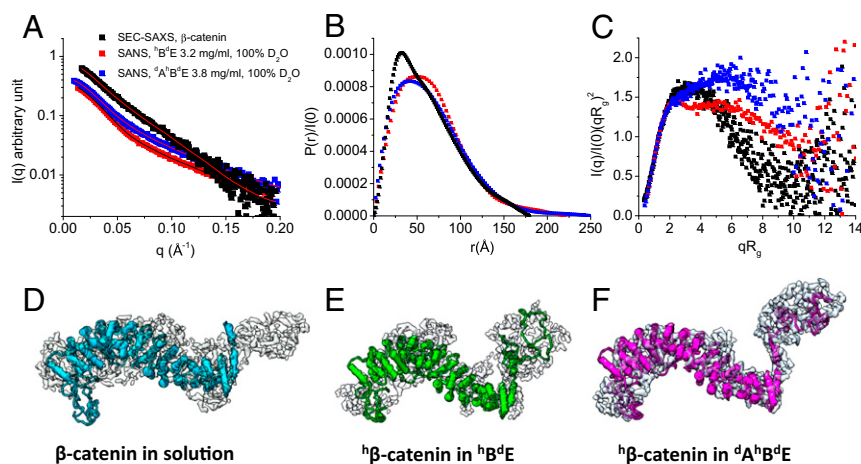 A
SEC-SAXS, β-catenin
SANS, ʰBᵈE 3.2 mg/ml, 100% D₂O
SANS, ᵈAʰBᵈE 3.8 mg/ml, 100% D₂O
I(q) arbitrary unit
1
0.1
0.01
0.00 0.05 0.10 0.15 0.20
q (Å⁻¹)
B
P(r)/I(0)
0.0010
0.0008
0.0006
0.0004
0.0002
0.0000
0 50 100 150 200 250
r(Å)
C
I(q)/I(0)(qRg)²
2.0
1.5
1.0
0.5
0.0
0 2 4 6 8 10 12 14
qRg
D
E
F
β-catenin in solution
ʰβ-catenin in ʰBᵈE
ʰβ-catenin in ᵈAʰBᵈE